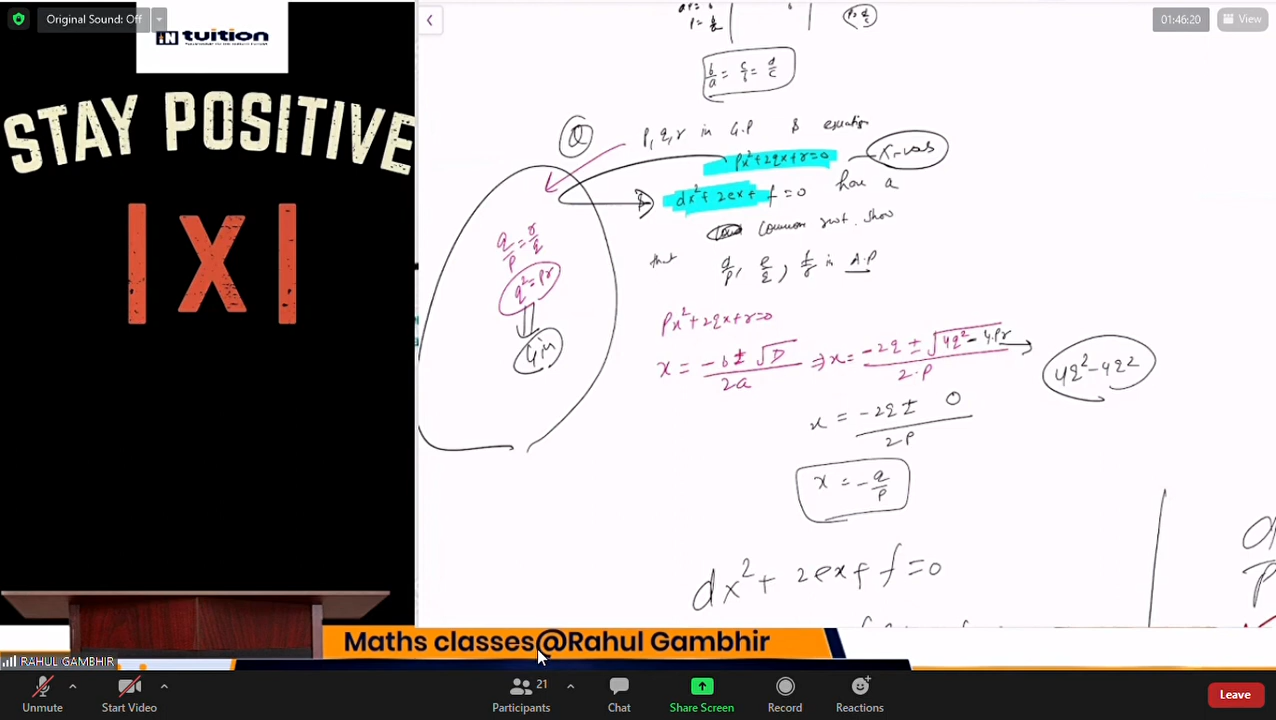 Original Sound: Off
01:46:20
View
iN tuition
STAY POSITIVE
|x|
b/a = c/b = d/c
Q
P, q, r in G.P & equation
px²+2qx+r=0
dx²+2ex+f=0 have a
common root. Show
that d/p, e/q, f/r in A.P
q/p = r/q
q²=pr
px²+2qx+r=0
x = -b ± √D / 2a ⇒ x = -2q ± √4q²-4pr / 2.p
4q²-4q²
x = -2q ± 0 / 2p
x = -q/p
dx²+2ex+f=0
Maths classes@Rahul Gambhir
RAHUL GAMBHIR
21
Unmute
Start Video
Participants
Chat
Share Screen
Record
Reactions
Leave